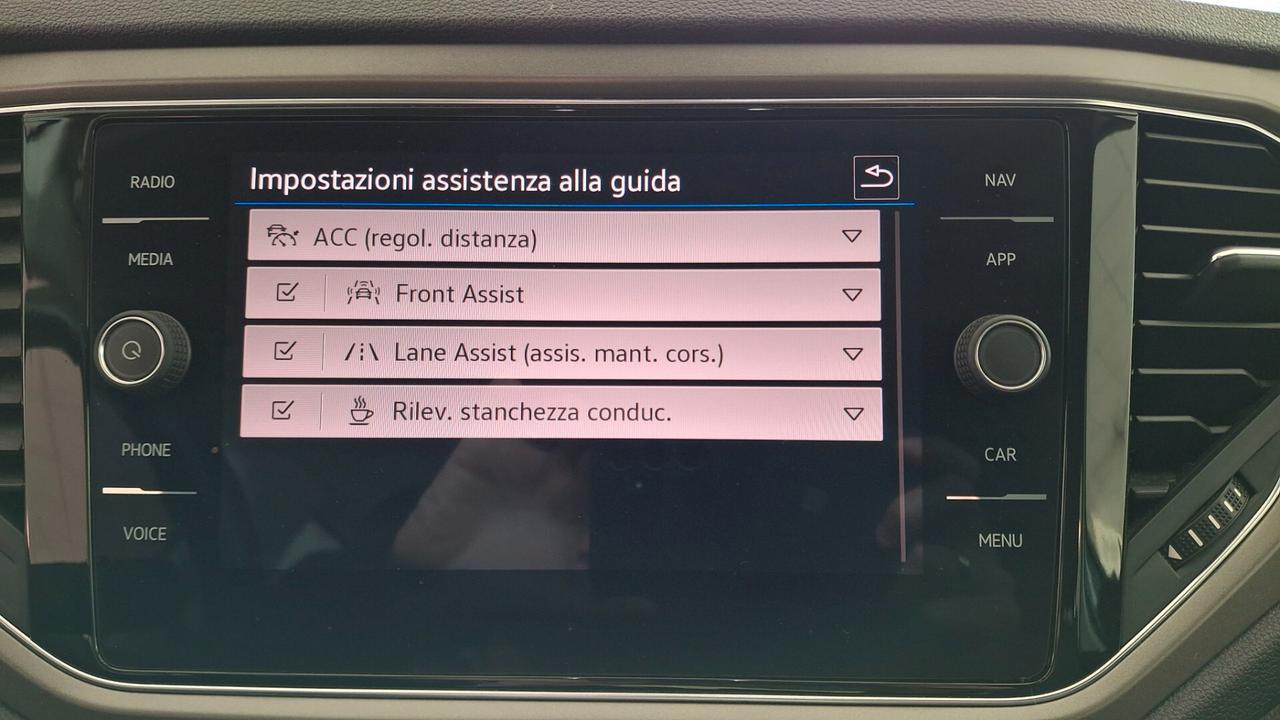 RADIO
MEDIA
PHONE
VOICE
Impostazioni assistenza alla guida
ACC (regol. distanza)
Front Assist
Lane Assist (assis. mant. cors.)
Rilev. stanchezza conduc.
NAV
APP
CAR
MENU